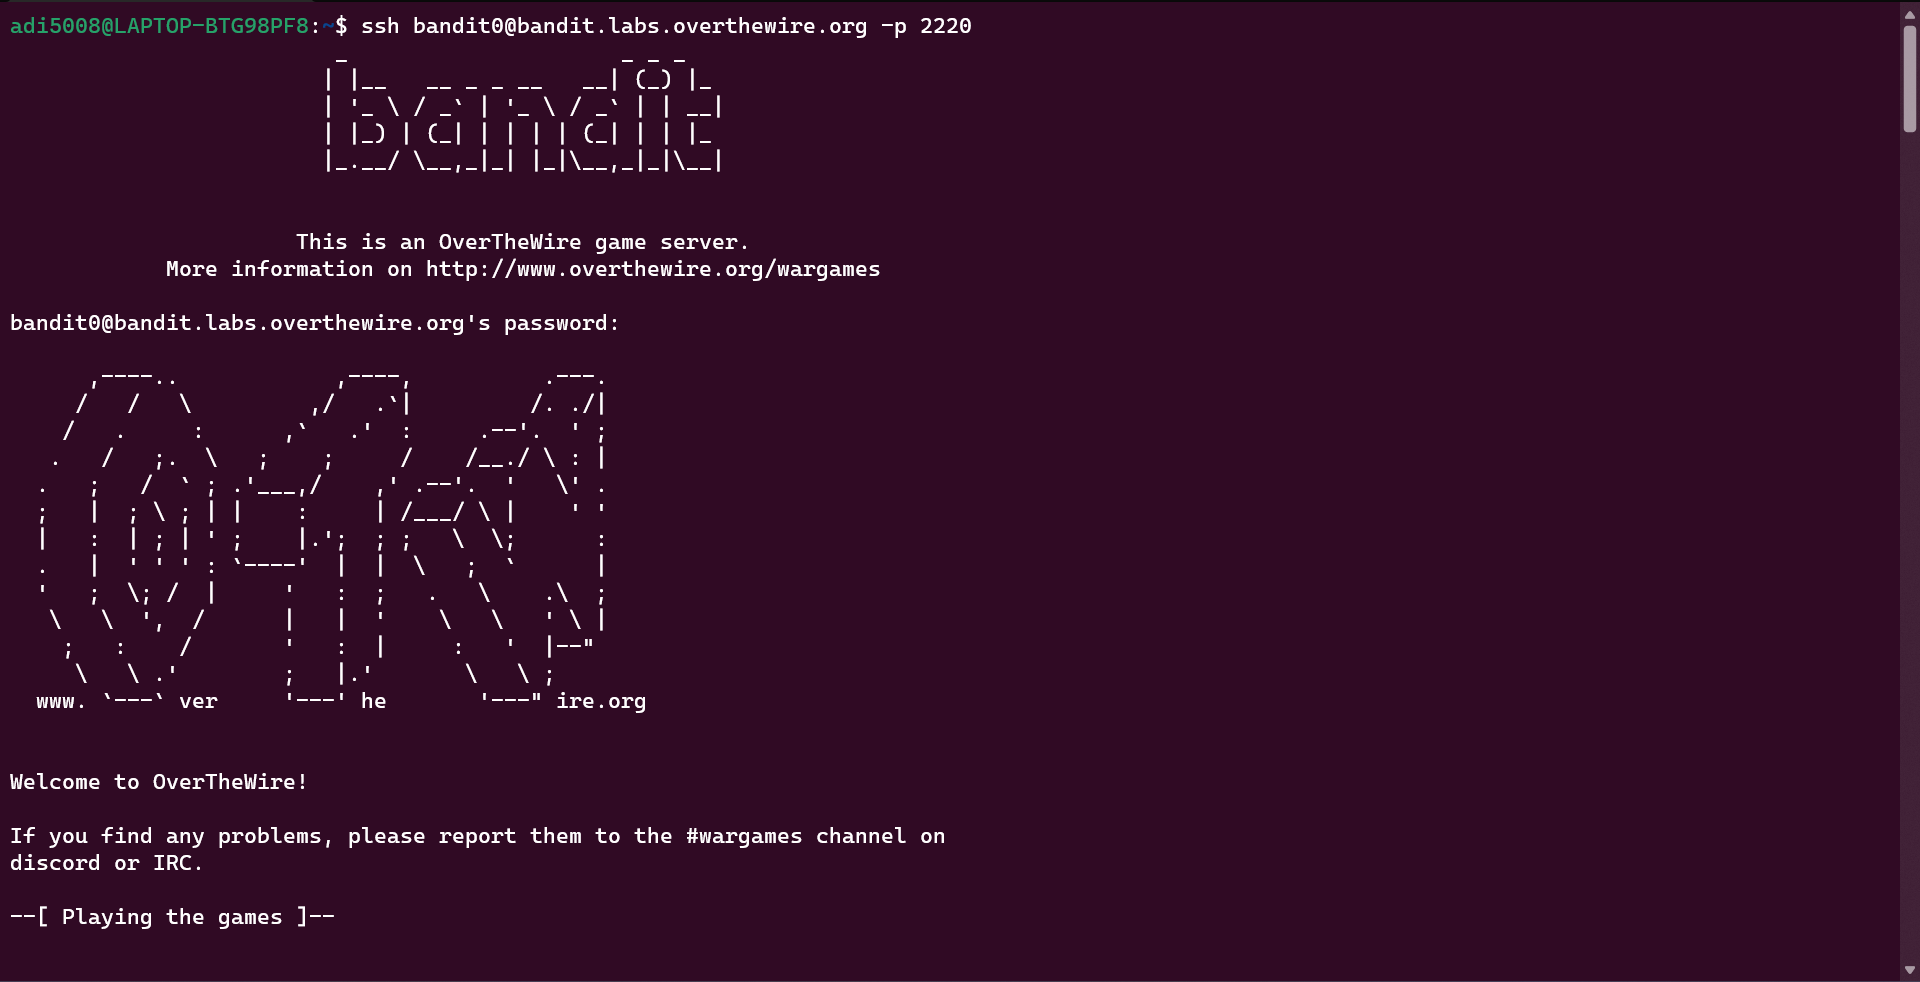 adi5008@LAPTOP-BTG98PF8:~$ ssh bandit0@bandit.labs.overthewire.org -p 2220
bandit
This is an OverTheWire game server.
More information on http://www.overthewire.org/wargames
bandit0@bandit.labs.overthewire.org's password:
www. ver he ire.org
Welcome to OverTheWire!
If you find any problems, please report them to the #wargames channel on
discord or IRC.
--[ Playing the games ]--